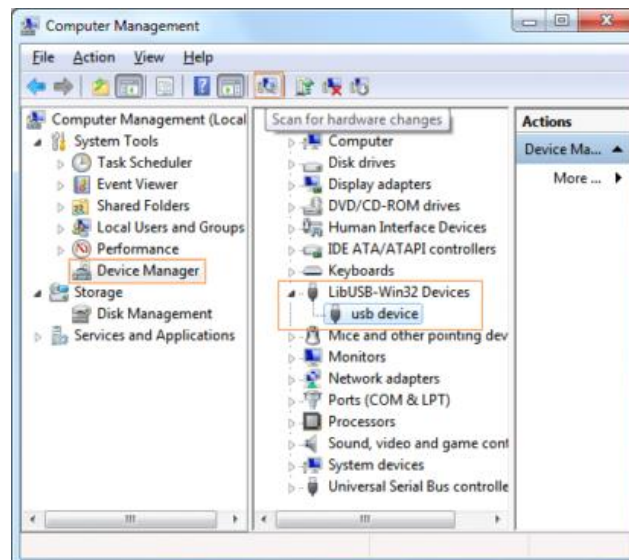 Computer Management
File Action View Help
Scan for hardware changes
Computer Management (Local
System Tools
Task Scheduler
Event Viewer
Shared Folders
Local Users and Groups
Performance
Device Manager
Storage
Disk Management
Services and Applications
Computer
Disk drives
Display adapters
DVD/CD-ROM drives
Human Interface Devices
IDE ATA/ATAPI controllers
Keyboards
LibUSB-Win32 Devices
usb device
Mice and other pointing dev
Monitors
Network adapters
Ports (COM & LPT)
Processors
Sound, video and game cont
System devices
Universal Serial Bus controlle
Actions
Device Ma...
More ...